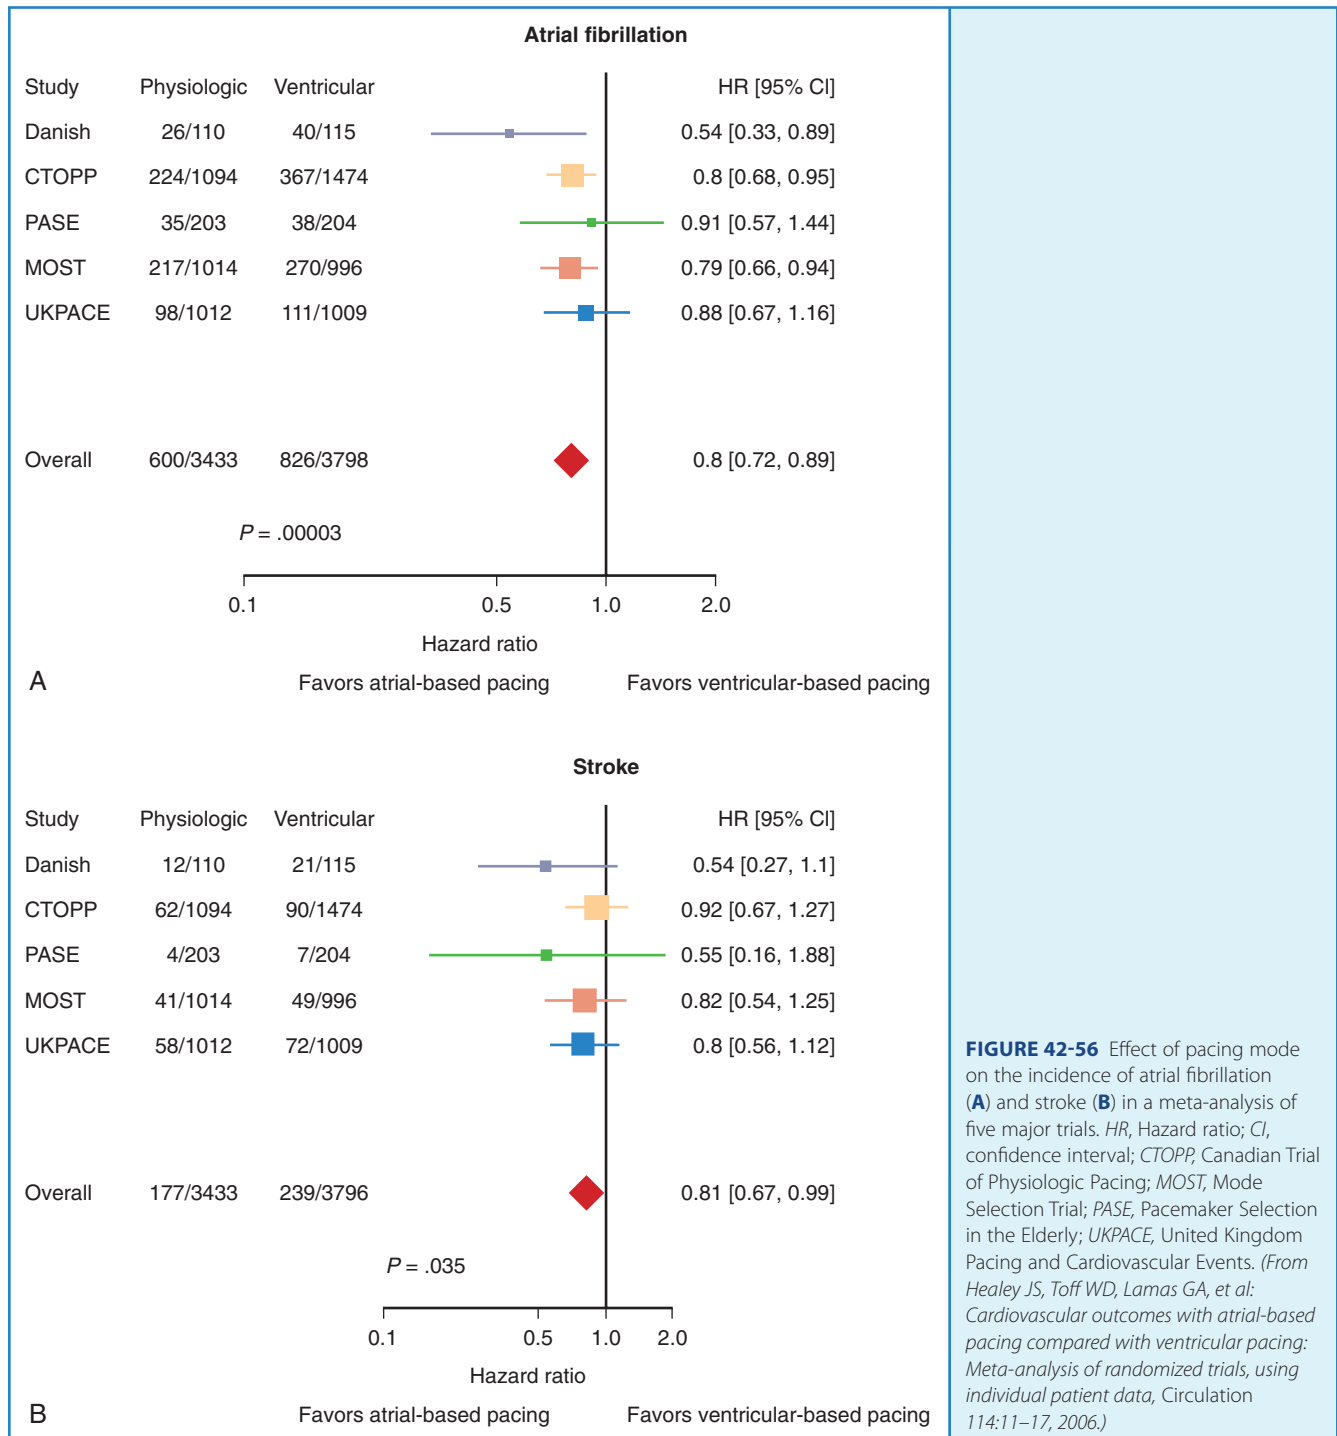 Atrial fibrillation
Study Physiologic Ventricular HR [95% CI]
Danish 26/110 40/115 0.54 [0.33, 0.89]
CTOPP 224/1094 367/1474 0.8 [0.68, 0.95]
PASE 35/203 38/204 0.91 [0.57, 1.44]
MOST 217/1014 270/996 0.79 [0.66, 0.94]
UKPACE 98/1012 111/1009 0.88 [0.67, 1.16]
Overall 600/3433 826/3798 0.8 [0.72, 0.89]
P = .00003
0.1 0.5 1.0 2.0
Hazard ratio
A Favors atrial-based pacing Favors ventricular-based pacing
Stroke
Study Physiologic Ventricular HR [95% CI]
Danish 12/110 21/115 0.54 [0.27, 1.1]
CTOPP 62/1094 90/1474 0.92 [0.67, 1.27]
PASE 4/203 7/204 0.55 [0.16, 1.88]
MOST 41/1014 49/996 0.82 [0.54, 1.25]
UKPACE 58/1012 72/1009 0.8 [0.56, 1.12]
Overall 177/3433 239/3796 0.81 [0.67, 0.99]
P = .035
0.1 0.5 1.0 2.0
Hazard ratio
B Favors atrial-based pacing Favors ventricular-based pacing
FIGURE 42-56 Effect of pacing mode
on the incidence of atrial fibrillation
(A) and stroke (B) in a meta-analysis of
five major trials. HR, Hazard ratio; CI,
confidence interval; CTOPP, Canadian Trial
of Physiologic Pacing; MOST, Mode
Selection Trial; PASE, Pacemaker Selection
in the Elderly; UKPACE, United Kingdom
Pacing and Cardiovascular Events. (From
Healey JS, Toff WD, Lamas GA, et al:
Cardiovascular outcomes with atrial-based
pacing compared with ventricular pacing:
Meta-analysis of randomized trials, using
individual patient data, Circulation
114:11–17, 2006.)